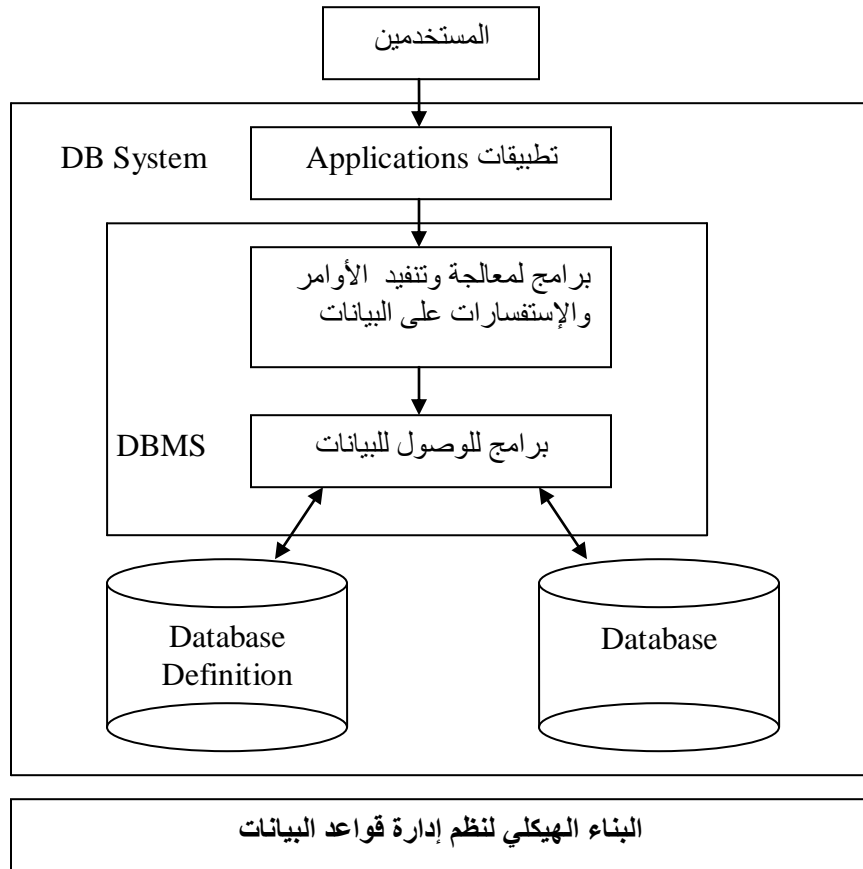 المستخدمين
DB System
تطبيقات Applications
برامج لمعالجة وتنفيد الأوامر
والإستفسارات على البيانات
DBMS
برامج للوصول للبيانات
Database
Definition
Database
البناء الهيكلي لنظم إدارة قواعد البيانات